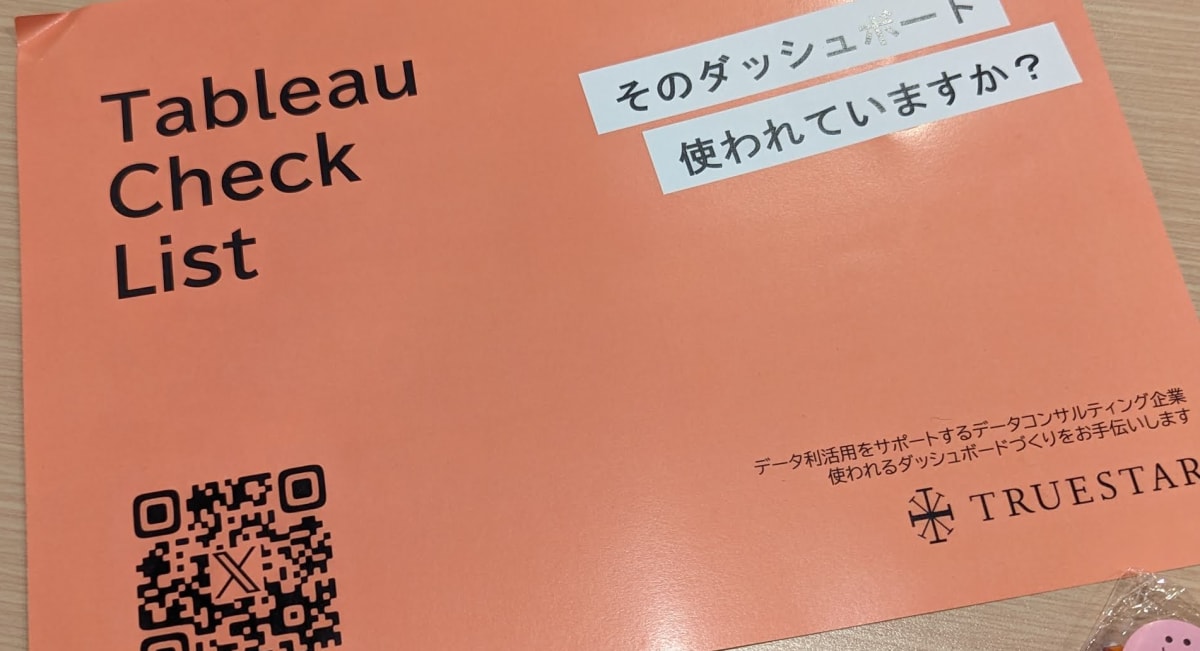 Tableau
Check
List
そのダッシュボード
使われていますか？
データ利活用をサポートするデータコンサルティング企業
使われるダッシュボードづくりをお手伝いします
TRUESTAR
X